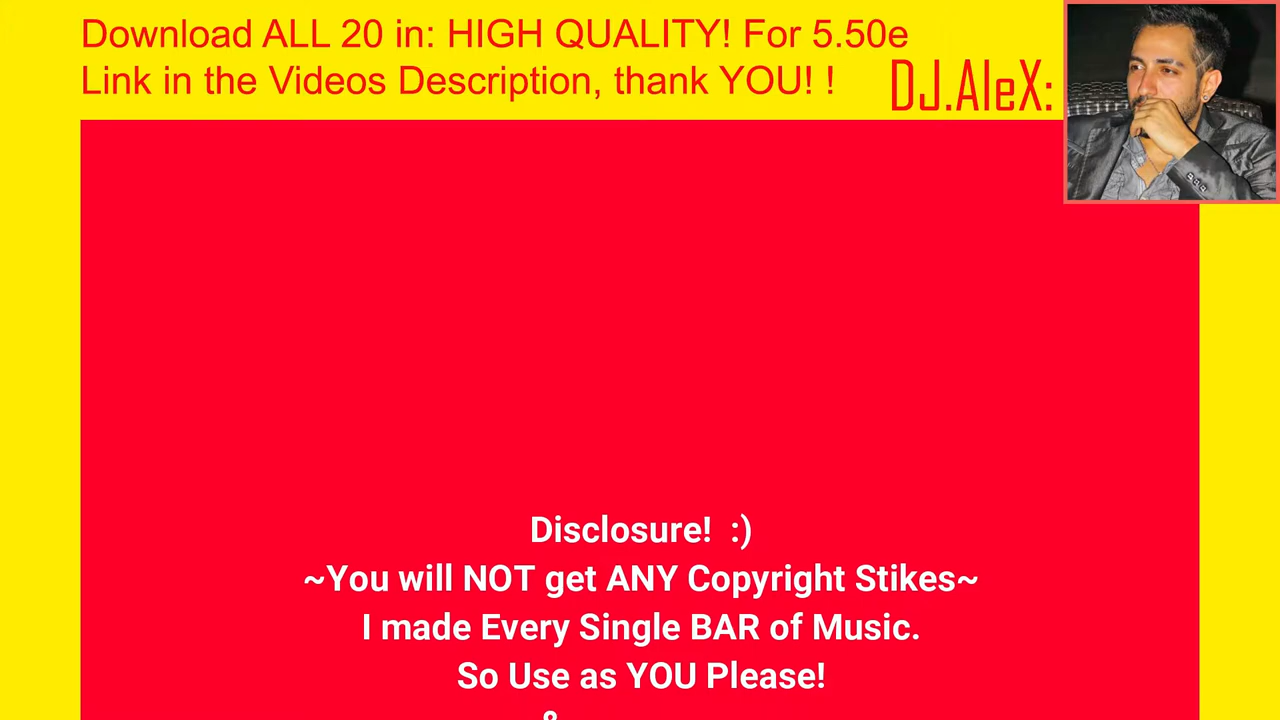 Download ALL 20 in: HIGH QUALITY! For 5.50e
Link in the Videos Description, thank YOU! !
DJ.AleX:
Disclosure!  :)
~You will NOT get ANY Copyright Stikes~
I made Every Single BAR of Music.
So Use as YOU Please!
&